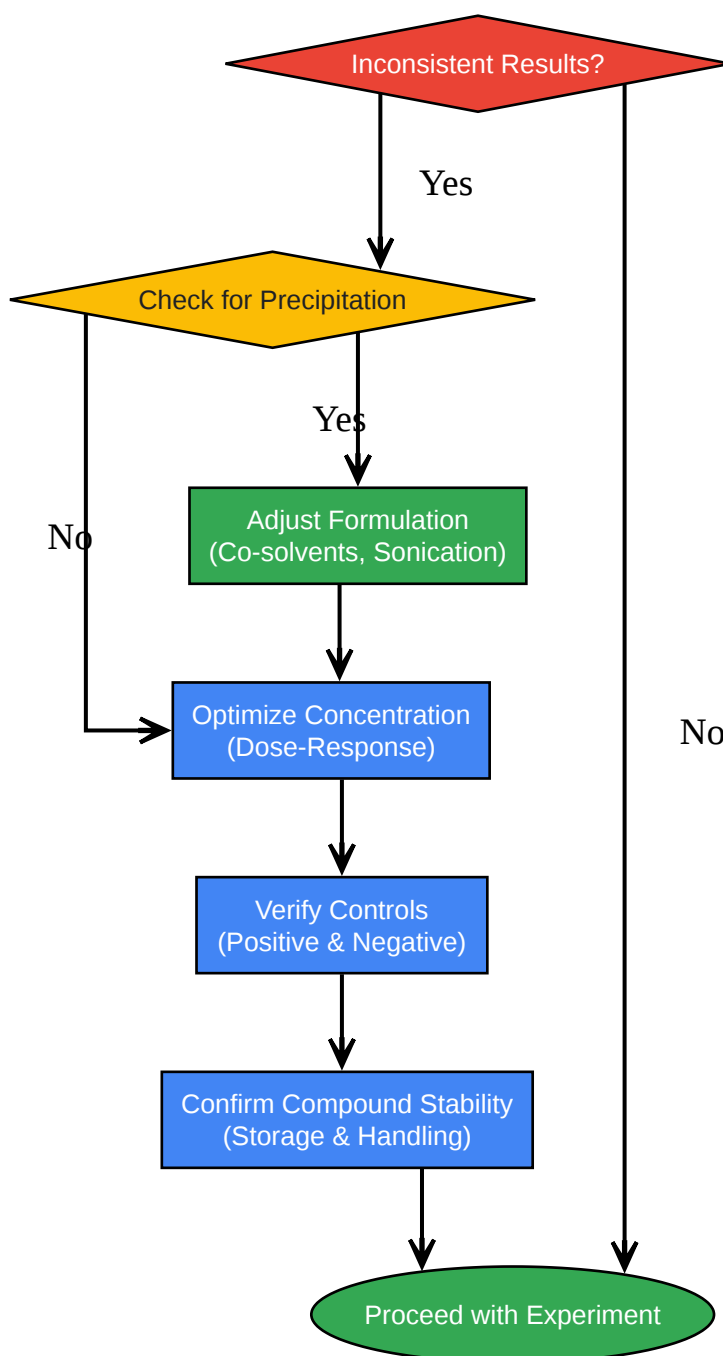 Inconsistent Results?
Yes
Check for Precipitation
Yes
Adjust Formulation
(Co-solvents, Sonication)
No
Optimize Concentration
(Dose-Response)
No
Verify Controls
(Positive & Negative)
Confirm Compound Stability
(Storage & Handling)
Proceed with Experiment